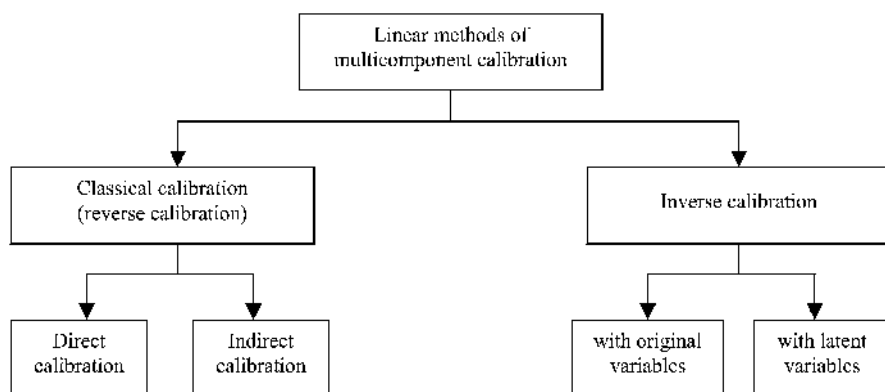 Linear methods of
multicomponent calibration
Classical calibration
(reverse calibration)
Inverse calibration
Direct
calibration
Indirect
calibration
with original
variables
with latent
variables